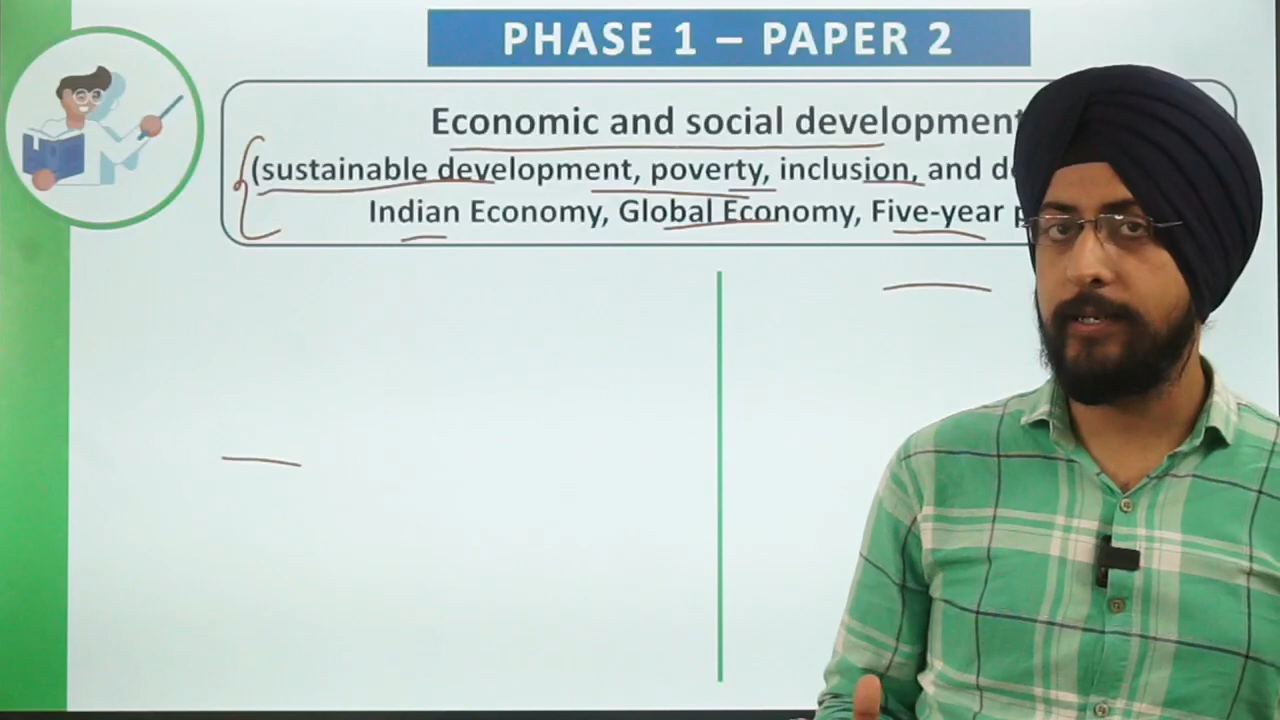 PHASE 1 – PAPER 2
Economic and social development
(sustainable development, poverty, inclusion, and
Indian Economy, Global Economy, Five-year